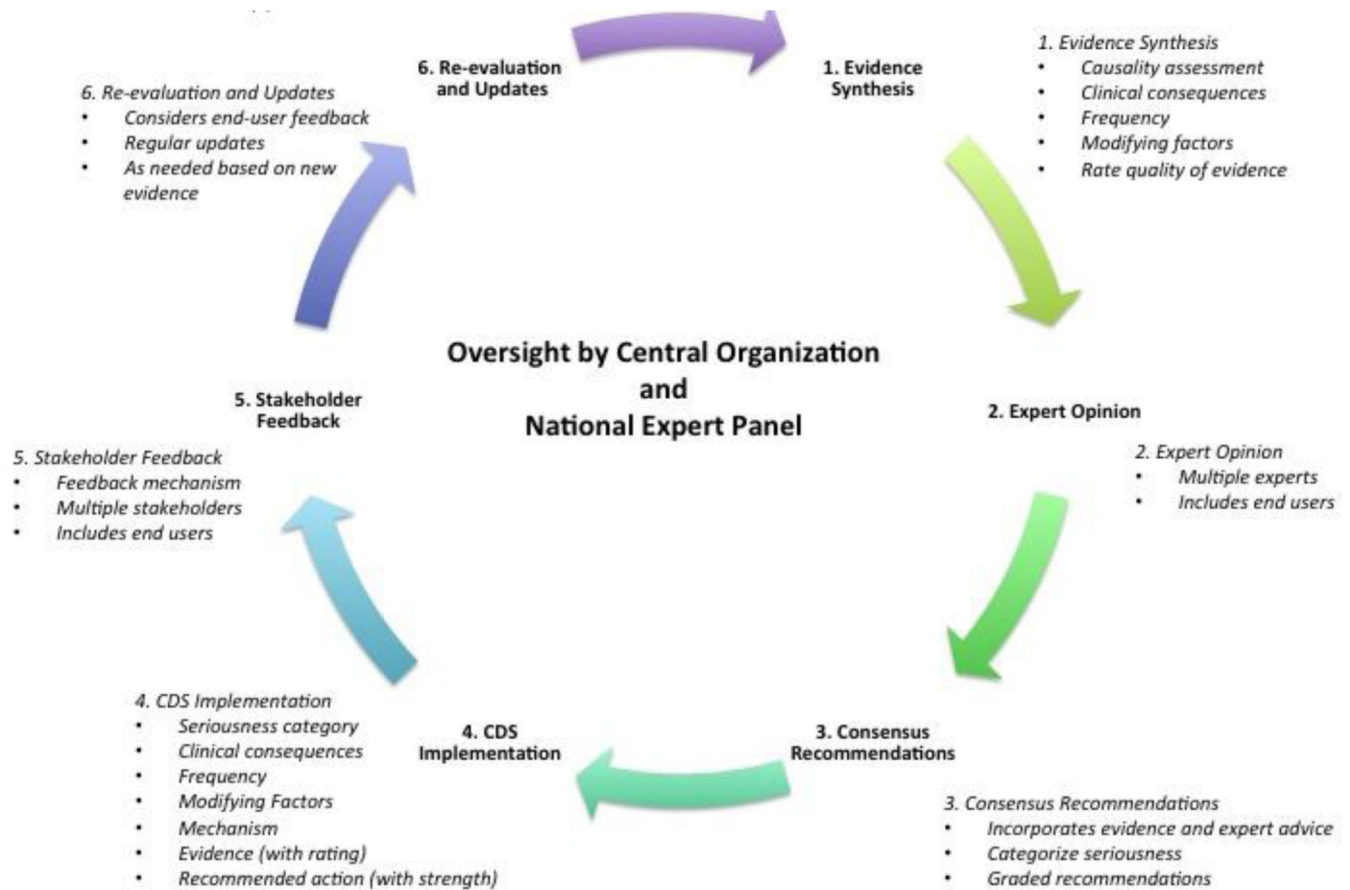 6. Re-evaluation
and Updates
1. Evidence
Synthesis
1. Evidence Synthesis
• Causality assessment
• Clinical consequences
• Frequency
• Modifying factors
• Rate quality of evidence
6. Re-evaluation and Updates
• Considers end-user feedback
• Regular updates
• As needed based on new
evidence
Oversight by Central Organization
and
National Expert Panel
5. Stakeholder
Feedback
2. Expert Opinion
5. Stakeholder Feedback
• Feedback mechanism
• Multiple stakeholders
• Includes end users
2. Expert Opinion
• Multiple experts
• Includes end users
4. CDS Implementation
• Seriousness category
• Clinical consequences
• Frequency
• Modifying Factors
• Mechanism
• Evidence (with rating)
• Recommended action (with strength)
4. CDS
Implementation
3. Consensus
Recommendations
3. Consensus Recommendations
• Incorporates evidence and expert advice
• Categorize seriousness
• Graded recommendations